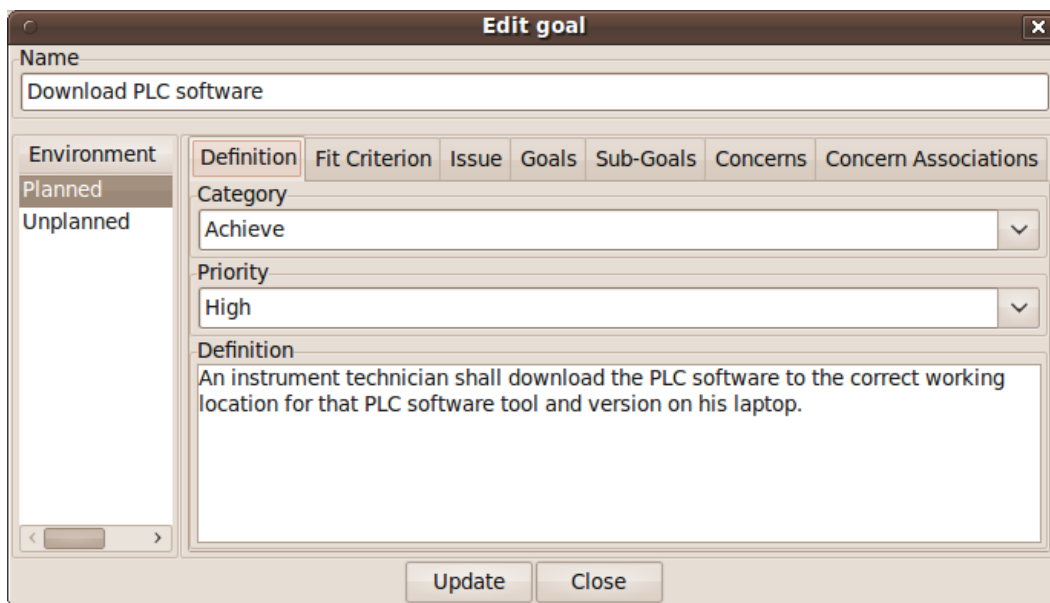 Edit goal
Name
Download PLC software
Environment
Planned
Unplanned
Definition Fit Criterion Issue Goals Sub-Goals Concerns Concern Associations
Category
Achieve
Priority
High
Definition
An instrument technician shall download the PLC software to the correct working
location for that PLC software tool and version on his laptop.
Update Close